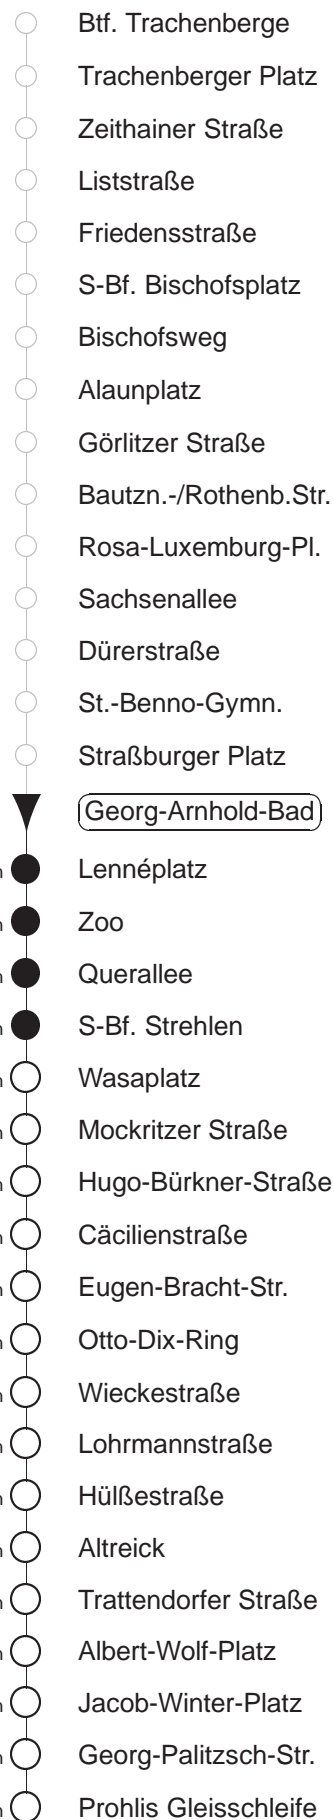 Btf. Trachenberge
Trachenberger Platz
Zeithainer Straße
Liststraße
Friedensstraße
S-Bf. Bischofsplatz
Bischofsweg
Alaunplatz
Görlitzer Straße
Bautzn.-/Rothenb.Str.
Rosa-Luxemburg-Pl.
Sachsenallee
Dürerstraße
St.-Benno-Gymn.
Straßburger Platz
Georg-Arnhold-Bad
Lennéplatz
Zoo
Querallee
S-Bf. Strehlen
Wasaplatz
Mockritzer Straße
Hugo-Bürkner-Straße
Cäcilienstraße
Eugen-Bracht-Str.
Otto-Dix-Ring
Wieckestraße
Lohrmannstraße
Hülßestraße
Altreick
Trattendorfer Straße
Albert-Wolf-Platz
Jacob-Winter-Platz
Georg-Palitzsch-Str.
Prohlis Gleisschleife